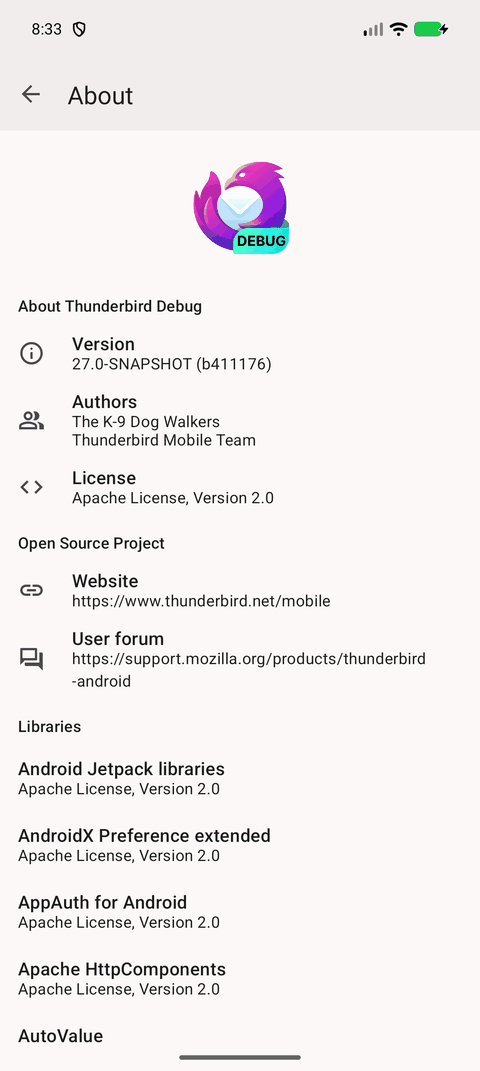 8:33
About
DEBUG
About Thunderbird Debug
Version
27.0-SNAPSHOT (b411176)
Authors
The K-9 Dog Walkers
Thunderbird Mobile Team
License
Apache License, Version 2.0
Open Source Project
Website
https://www.thunderbird.net/mobile
User forum
https://support.mozilla.org/products/thunderbird
-android
Libraries
Android Jetpack libraries
Apache License, Version 2.0
AndroidX Preference extended
Apache License, Version 2.0
AppAuth for Android
Apache License, Version 2.0
Apache HttpComponents
Apache License, Version 2.0
AutoValue